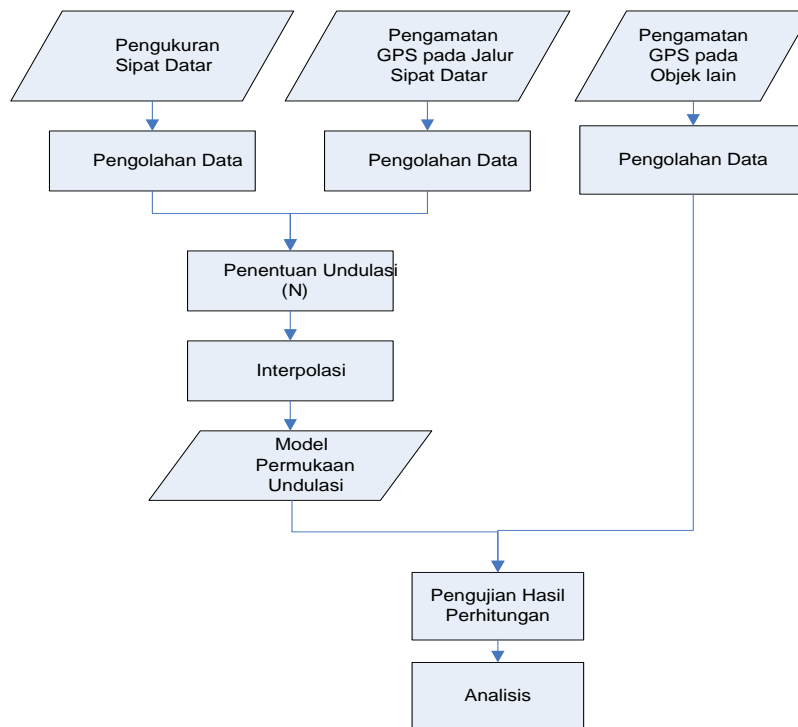 Pengukuran
Sipat Datar
Pengamatan
GPS pada Jalur
Sipat Datar
Pengamatan
GPS pada
Objek lain
Pengolahan Data
Pengolahan Data
Pengolahan Data
Penentuan Undulasi
(N)
Interpolasi
Model
Permukaan
Undulasi
Pengujian Hasil
Perhitungan
Analisis